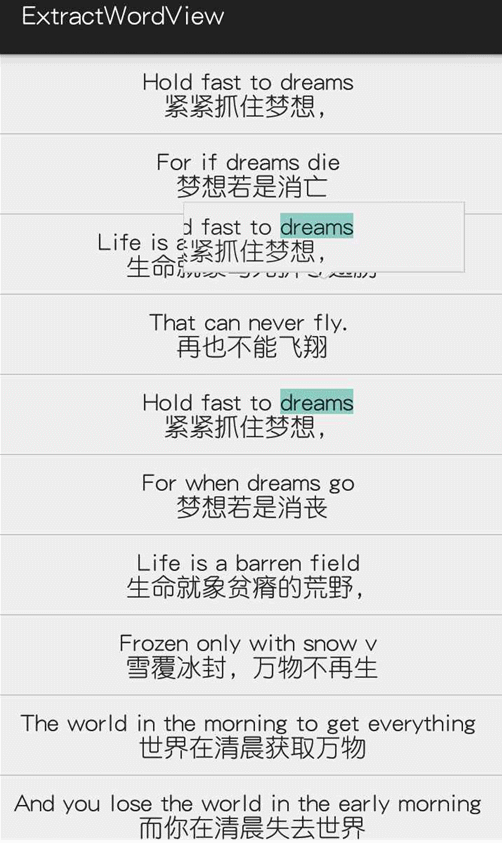 ExtractWordView
Hold fast to dreams
紧紧抓住梦想，
For if dreams die
梦想若是消亡
d fast to dreams
紧紧抓住梦想，
Life is a
生命
That can never fly.
再也不能飞翔
Hold fast to dreams
紧紧抓住梦想，
For when dreams go
梦想若是消丧
Life is a barren field
生命就象贫瘠的荒野，
Frozen only with snow v
雪覆冰封，万物不再生
The world in the morning to get everything
世界在清晨获取万物
And you lose the world in the early morning
而你在清晨失去世界